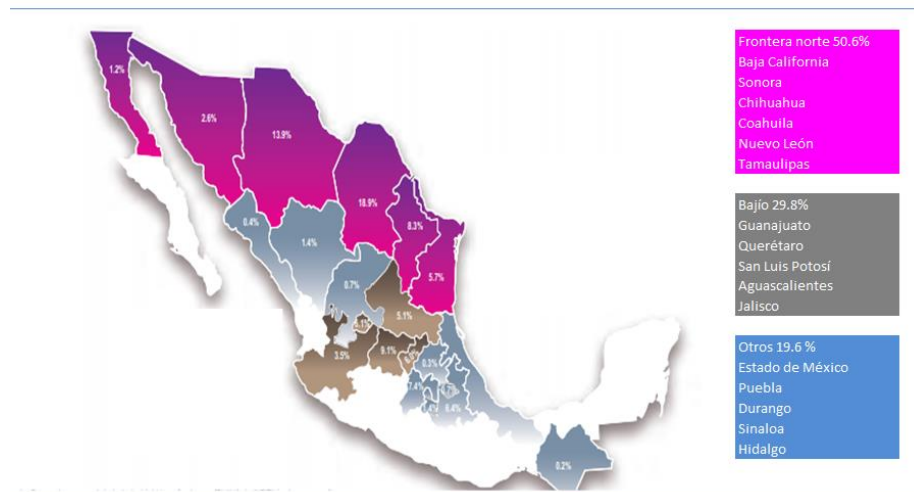 1.2%
2.6%
13.9%
18.9%
8.3%
5.7%
0.4%
1.4%
0.7%
5.1%
3.5%
9.1%
0.3%
0.2%
Frontera norte 50.6%
Baja California
Sonora
Chihuahua
Coahuila
Nuevo León
Tamaulipas
Bajío 29.8%
Guanajuato
Querétaro
San Luis Potosí
Aguascalientes
Jalisco
Otros 19.6 %
Estado de México
Puebla
Durango
Sinaloa
Hidalgo